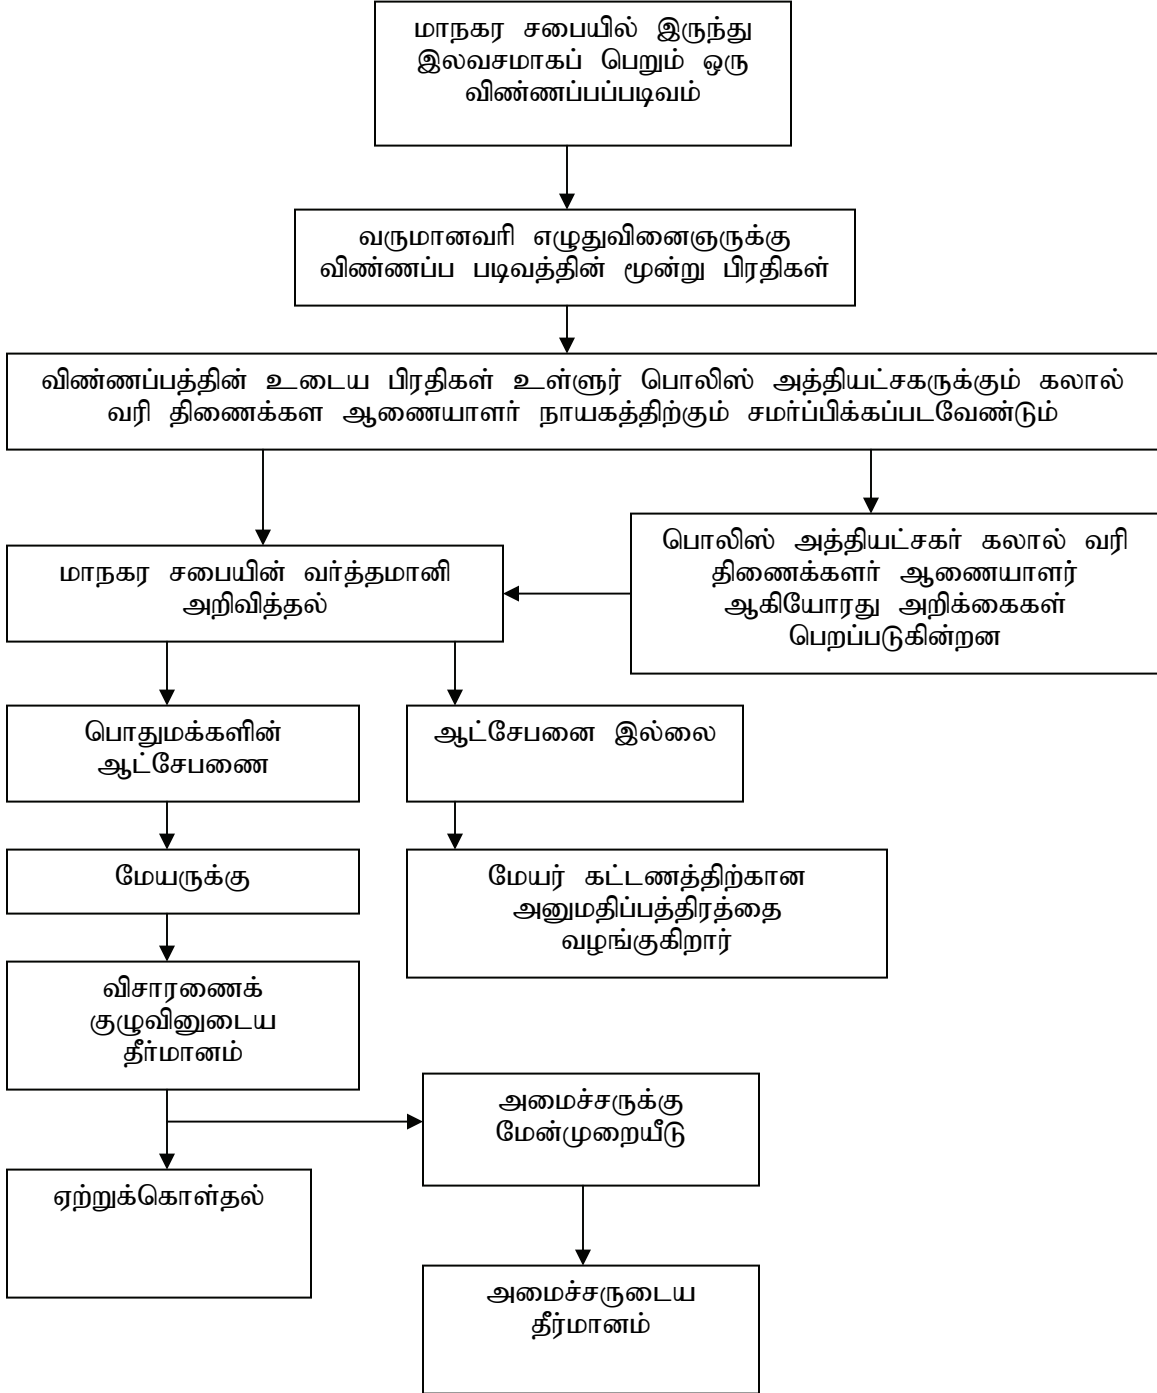 மாநகர சபையில் இருந்து
இலவசமாகப் பெறும் ஒரு
விண்ணப்பப்படிவம்
வருமானவரி எழுதுவினைஞருக்கு
விண்ணப்ப படிவத்தின் மூன்று பிரதிகள்
விண்ணப்பத்தின் உடைய பிரதிகள் உள்ளுர் பொலிஸ் அத்தியட்சகருக்கும் கலால்
வரி திணைக்கள ஆணையாளர் நாயகத்திற்கும் சமர்ப்பிக்கப்படவேண்டும்
பொலிஸ் அத்தியட்சகர் கலால் வரி
திணைக்களர் ஆணையாளர்
ஆகியோரது அறிக்கைகள்
பெறப்படுகின்றன
மாநகர சபையின் வர்த்தமானி
அறிவித்தல்
பொதுமக்களின்
ஆட்சேபணை
ஆட்சேபனை இல்லை
மேயருக்கு
மேயர் கட்டணத்திற்கான
அனுமதிப்பத்திரத்தை
வழங்குகிறார்
விசாரணைக்
குழுவினுடைய
தீர்மானம்
அமைச்சருக்கு
மேன்முறையீடு
ஏற்றுக்கொள்தல்
அமைச்சருடைய
தீர்மானம்